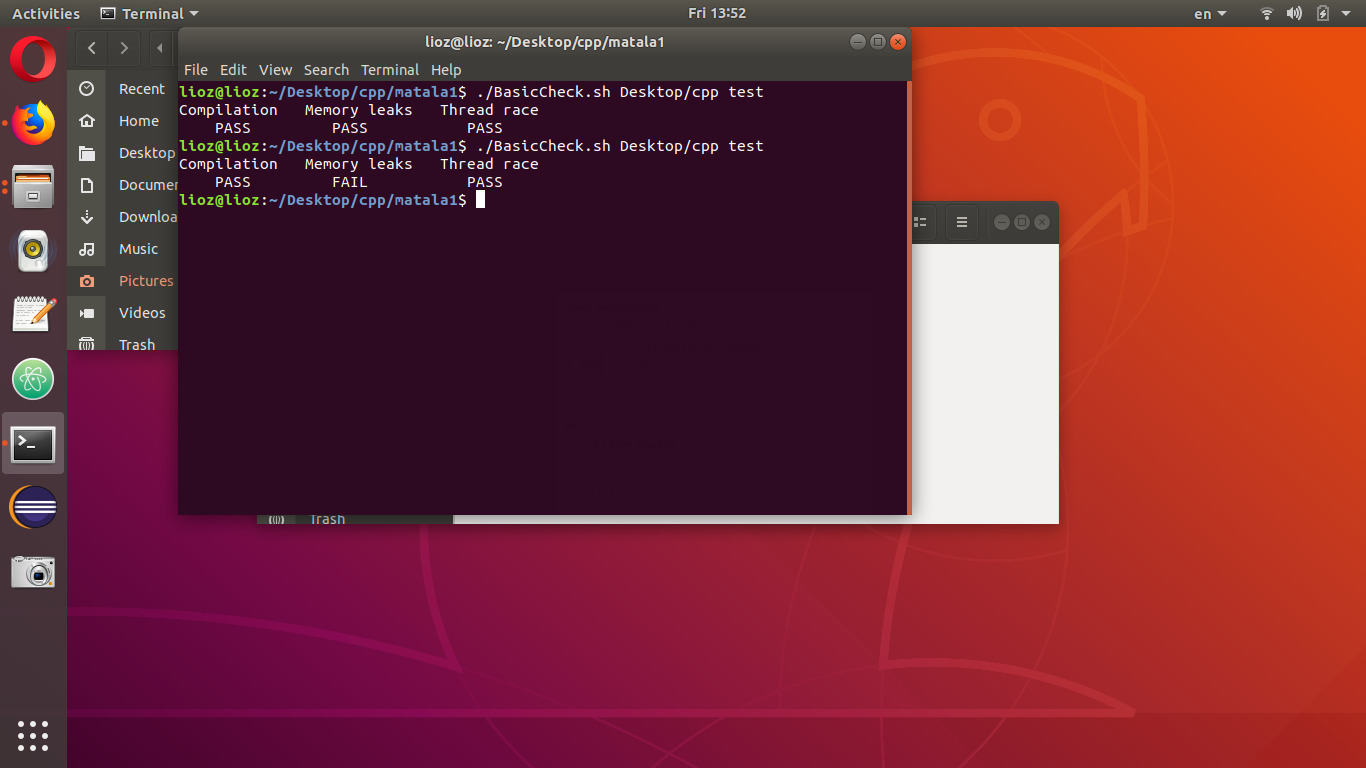 Activities Terminal Fri 13:52 en
lioz@lioz: ~/Desktop/cpp/matala1
File Edit View Search Terminal Help
lioz@lioz:~/Desktop/cpp/matala1$ ./BasicCheck.sh Desktop/cpp test
Compilation Memory leaks Thread race
PASS PASS PASS
lioz@lioz:~/Desktop/cpp/matala1$ ./BasicCheck.sh Desktop/cpp test
Compilation Memory leaks Thread race
PASS FAIL PASS
lioz@lioz:~/Desktop/cpp/matala1$
Recent
Home
Desktop
Documen
Downloa
Music
Pictures
Videos
Trash
Trash